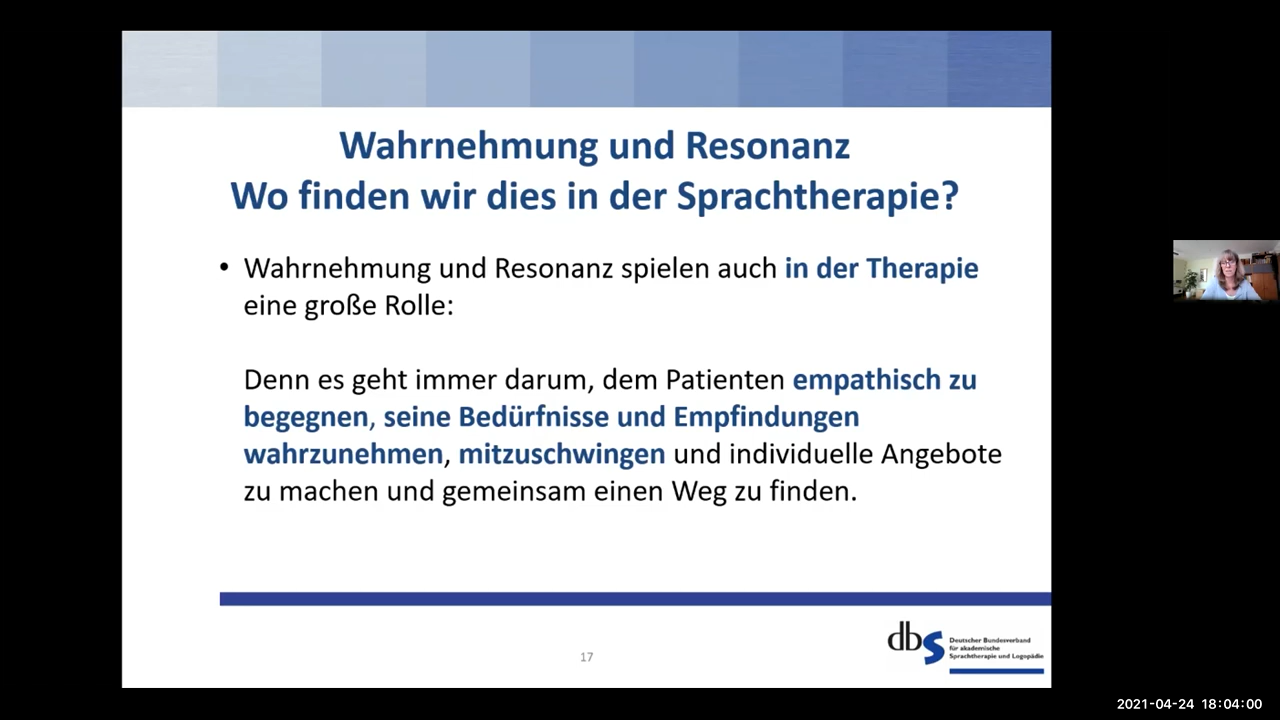 Wahrnehmung und Resonanz
Wo finden wir dies in der Sprachtherapie?
• Wahrnehmung und Resonanz spielen auch in der Therapie
eine große Rolle:
Denn es geht immer darum, dem Patienten empathisch zu
begegnen, seine Bedürfnisse und Empfindungen
wahrzunehmen, mitzuschwingen und individuelle Angebote
zu machen und gemeinsam einen Weg zu finden.
17
dbs
Deutscher Bundesverband
für akademische
Sprachtherapie und Logopädie
2021-04-24 18:04:00